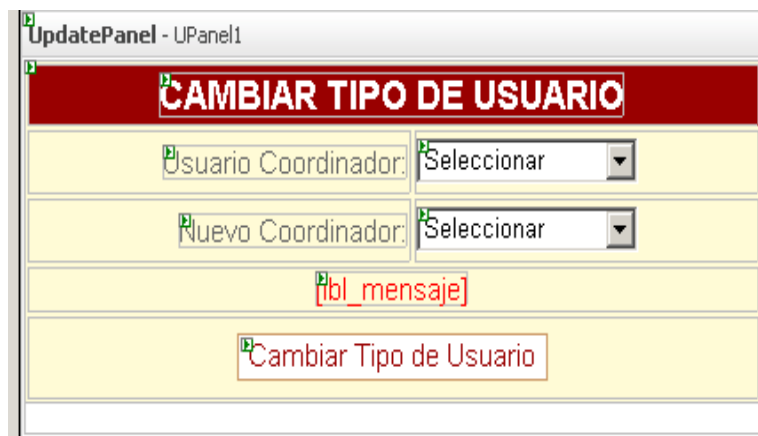 UpdatePanel - UPanel1
CAMBIAR TIPO DE USUARIO
Usuario Coordinador: Seleccionar
Nuevo Coordinador: Seleccionar
[lbl_mensaje]
Cambiar Tipo de Usuario